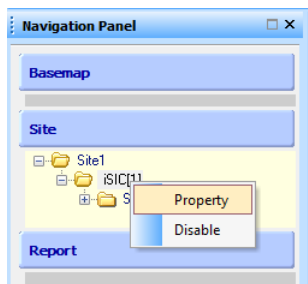 Navigation Panel
Basemap
Site
Site1
iSIC[1]
S
Property
Disable
Report